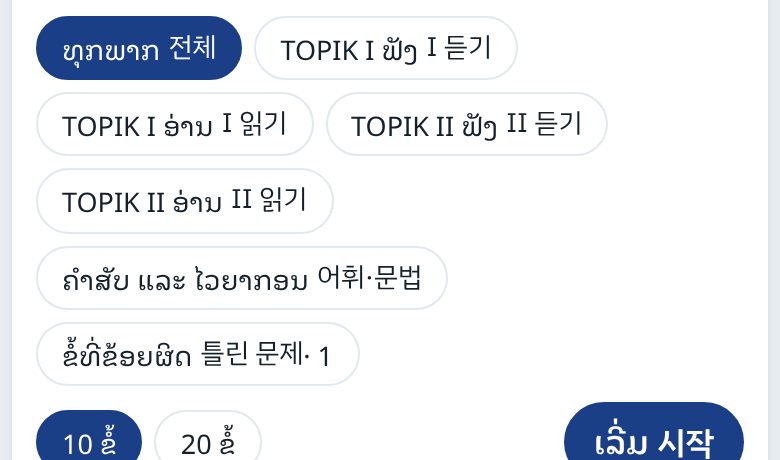 ທຸກພາກ 전체 TOPIK I ຟັງ I 듣기
TOPIK I ອ່ານ I 읽기 TOPIK II ຟັງ II 듣기
TOPIK II ອ່ານ II 읽기
ຄຳສັບ ແລະ ໄວຍາກອນ 어휘·문법
ຂໍ້ທີ່ຂ້ອຍຜິດ 틀린 문제· 1
10 ຂໍ້ 20 ຂໍ້ ເລີ່ມ 시작